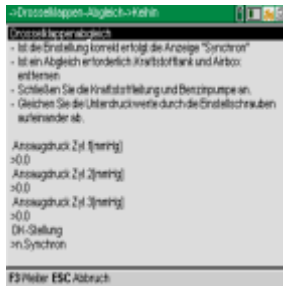 ->Drosselklappen-Abgleich->Keihin
Drosselklappenabgleich
- Ist die Einstellung korrekt erfolgt die Anzeige "Synchron"
- Ist ein Abgleich erforderlich Kraftstofftank und Airbox
entfernen
- Schließen Sie die Kraftstoffleitung und Benzinpumpe an.
- Gleichen Sie die Unterdruckwerte durch die Einstellschrauben
aufeinander ab.
Ansaugdruck Zyl.1[mmHg]
>0.0
Ansaugdruck Zyl.2[mmHg]
>0.0
Ansaugdruck Zyl.3[mmHg]
>0.0
DK-Stellung
>n.Synchron
F3 Weiter ESC Abbruch